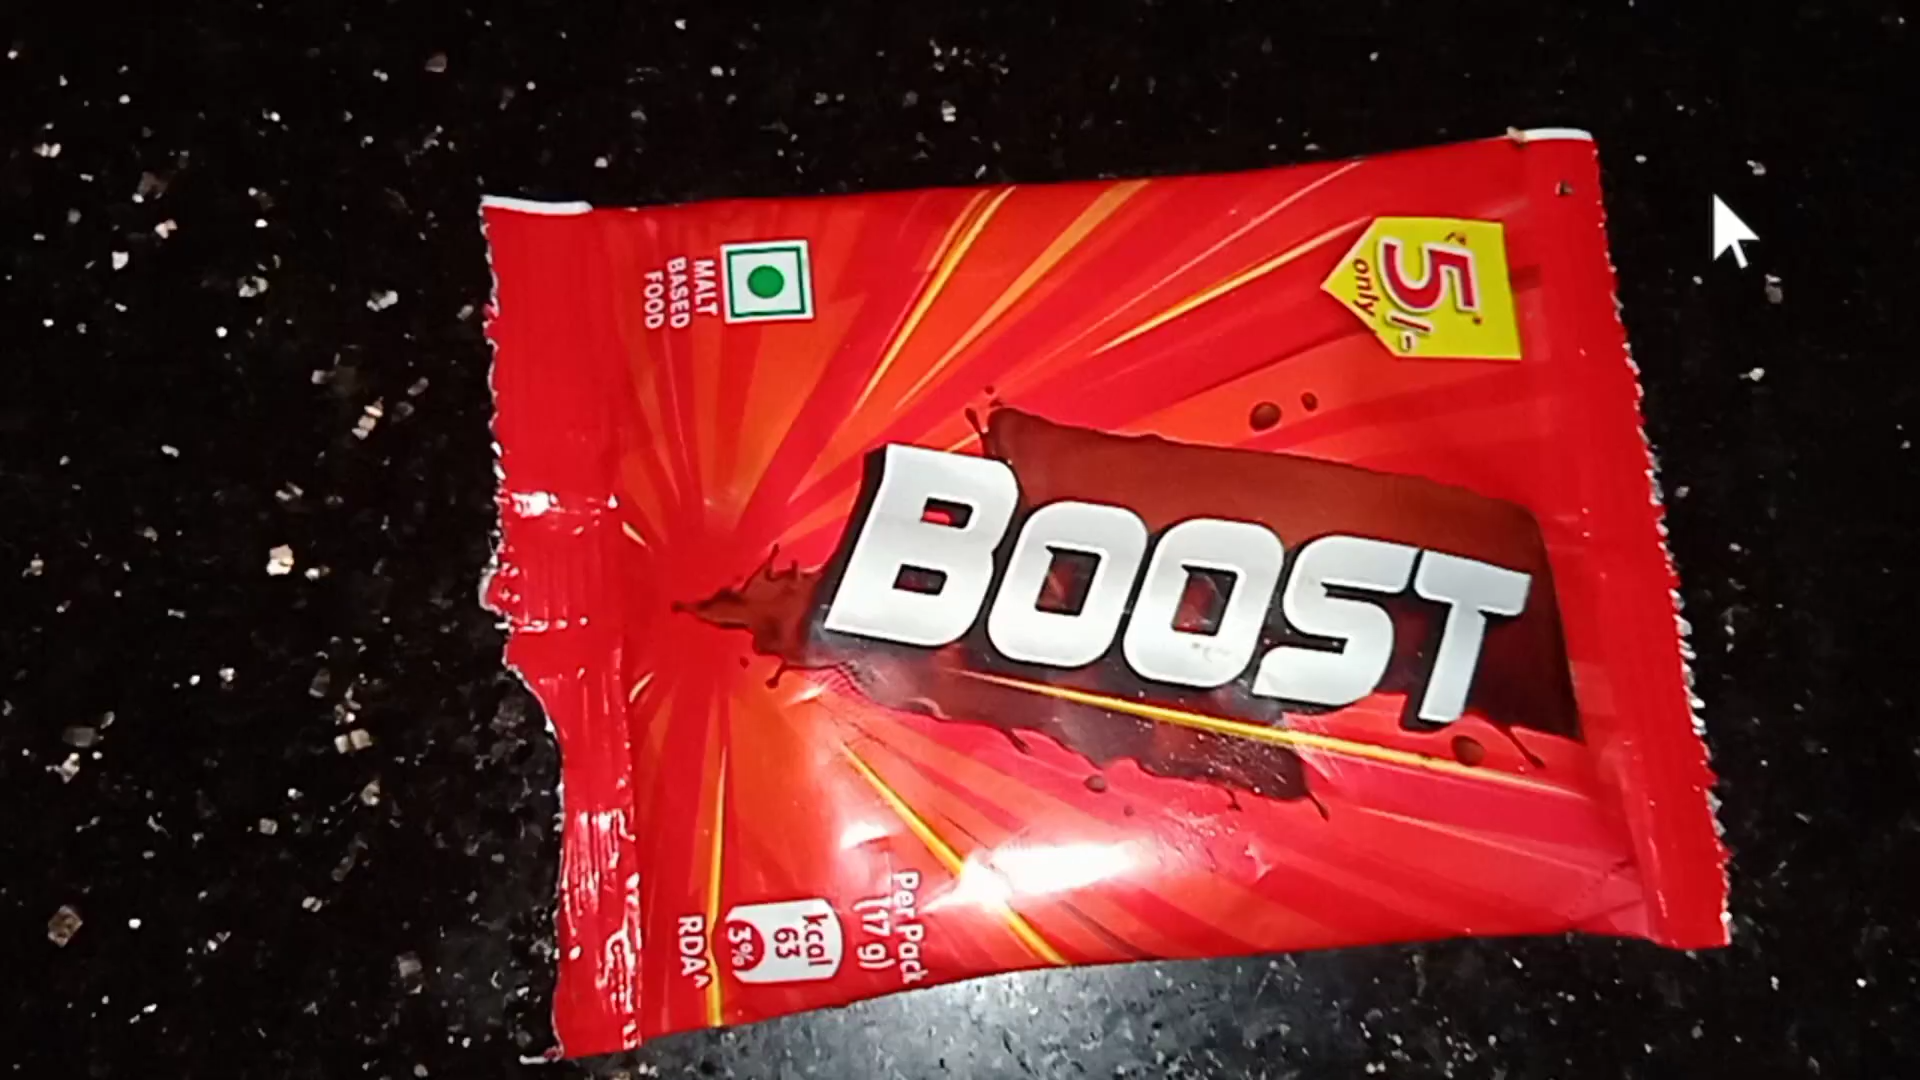 ₹5/-
only
BOOST
MALT
BASED
FOOD
Per Pack
(17 g)
kcal
63
3%
RDA^